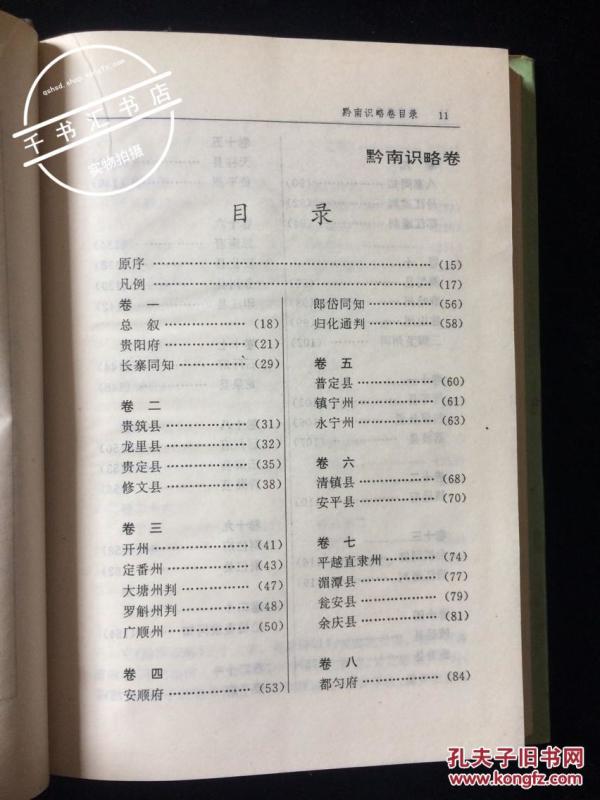 黔南识略卷目录 11
黔南识略卷
目录
原序……………………………………(15)
凡例……………………………………(17)
卷一
总叙………………(18)
贵阳府……………(21)
长寨同知…………(29)
卷二
贵筑县……………(31)
龙里县……………(32)
贵定县……………(35)
修文县……………(38)
卷三
开州………………(41)
定番州……………(43)
大塘州判…………(47)
罗斛州判…………(48)
广顺州……………(50)
卷四
安顺府……………(53)
郎岱同知…………(56)
归化通判…………(58)
卷五
普定县……………(60)
镇宁州……………(61)
永宁州……………(63)
卷六
清镇县……………(68)
安平县……………(70)
卷七
平越直隶州………(74)
湄潭县……………(77)
瓮安县……………(79)
余庆县……………(81)
卷八
都匀府……………(84)
qshsd.shop.kongfz.com
千书汇书店
实物拍摄
孔夫子旧书网
www.kongfz.com